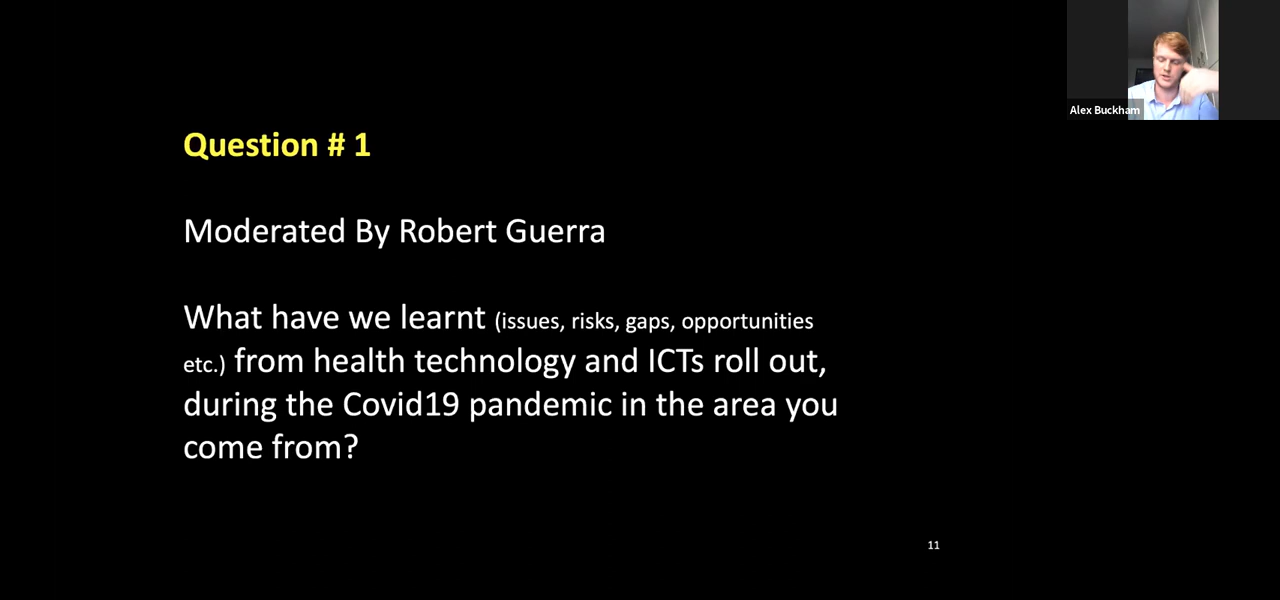 Alex Buckham
Question # 1
Moderated By Robert Guerra
What have we learnt (issues, risks, gaps, opportunities
etc.) from health technology and ICTs roll out,
during the Covid19 pandemic in the area you
come from?
11